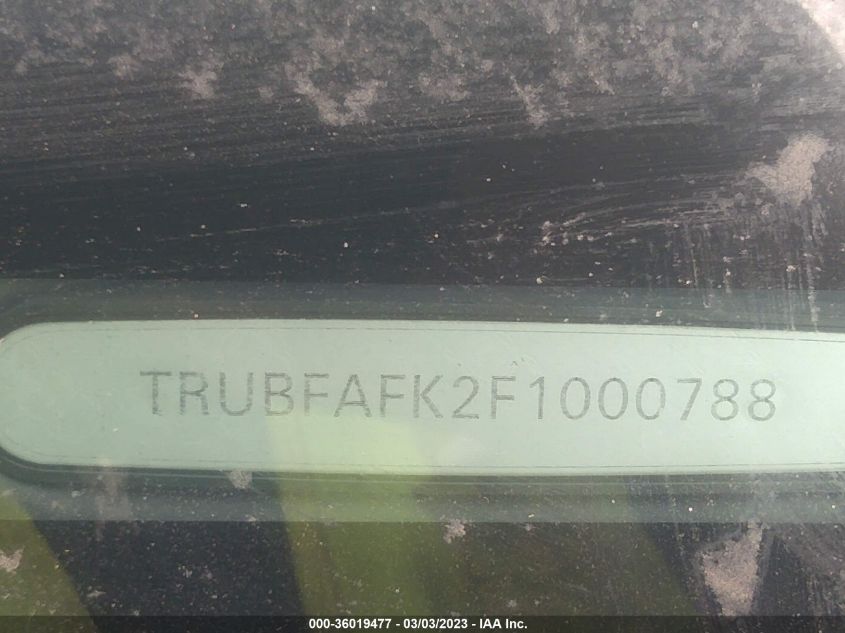 TRUBFAFK2F1000788
000-36019477 - 03/03/2023 - IAA Inc.